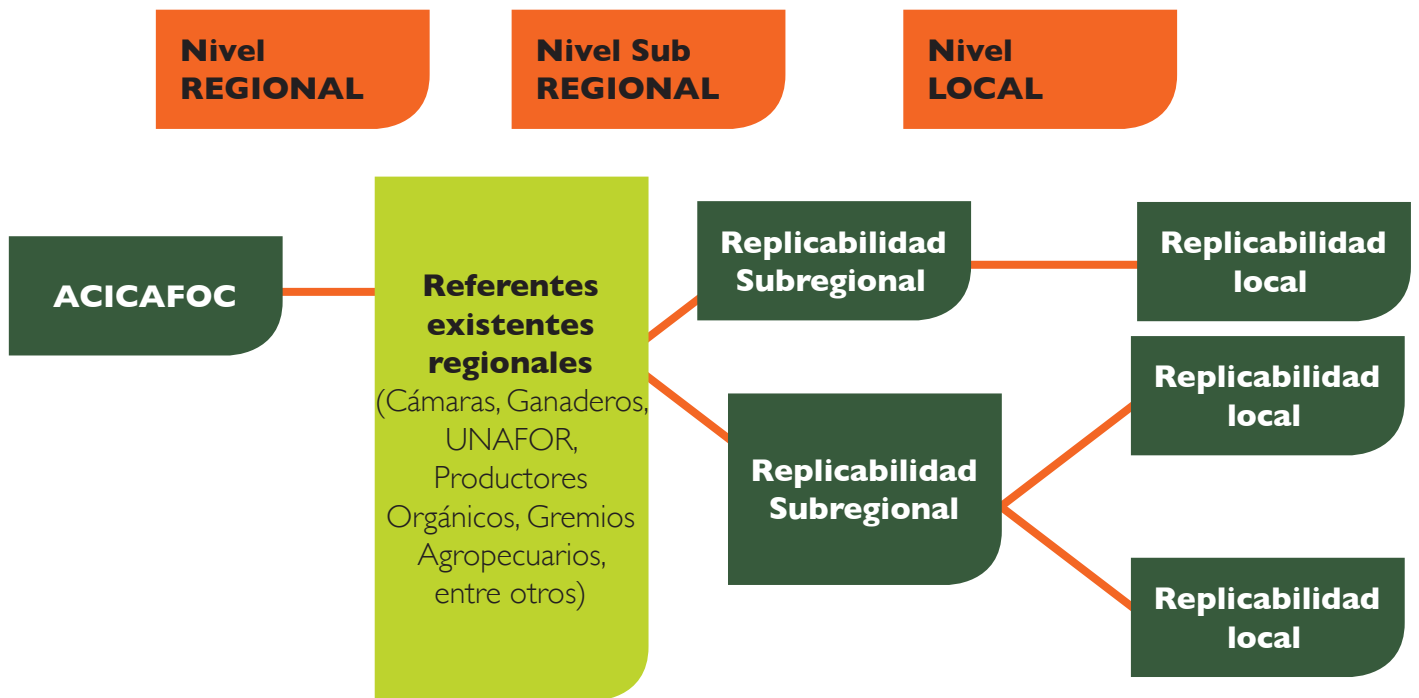 Nivel
REGIONAL
Nivel Sub
REGIONAL
Nivel
LOCAL
ACICAFOC
Referentes
existentes
regionales
(Cámaras, Ganaderos,
UNAFOR,
Productores
Orgánicos, Gremios
Agropecuarios,
entre otros)
Replicabilidad
Subregional
Replicabilidad
Subregional
Replicabilidad
local
Replicabilidad
local
Replicabilidad
local